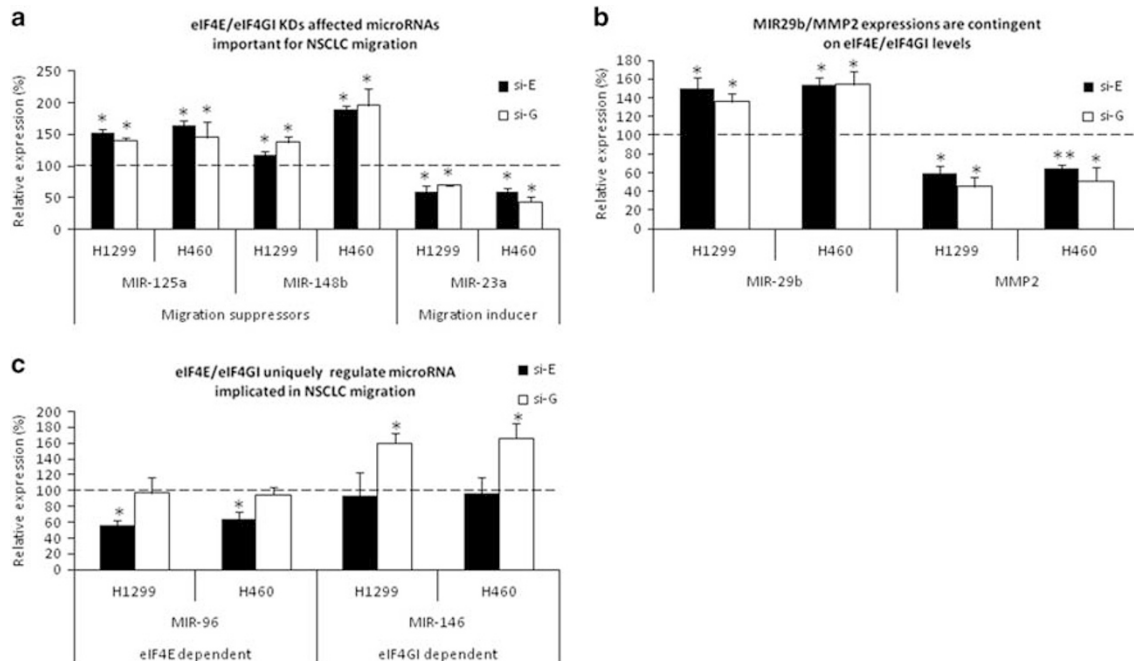 a
eIF4E/eIF4GI KDs affected microRNAs
important for NSCLC migration
Relative expression (%)
250
200
150
100
50
0
si-E
si-G
* * * * * * * * * * * *
H1299 H460 H1299 H460 H1299 H460
MIR-125a MIR-148b MIR-23a
Migration suppressors Migration inducer
b
MIR29b/MMP2 expressions are contingent
on eIF4E/eIF4GI levels
Relative expression (%)
180
160
140
120
100
80
60
40
20
0
si-E
si-G
* * * * * * ** *
H1299 H460 H1299 H460
MIR-29b MMP2
c
eIF4E/eIF4GI uniquely regulate microRNA
implicated in NSCLC migration
Relative expression (%)
200
180
160
140
120
100
80
60
40
20
0
si-E
si-G
* * * *
H1299 H460 H1299 H460
MIR-96 MIR-146
eIF4E dependent eIF4GI dependent